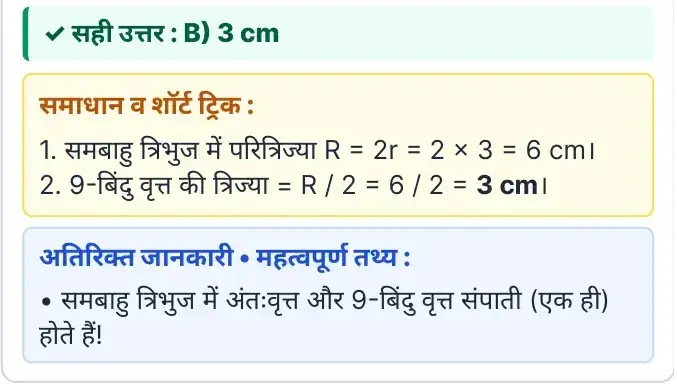 ✓ सही उत्तर : B) 3 cm
समाधान व शॉर्ट ट्रिक :
1. समबाहु त्रिभुज में परित्रिज्या R = 2r = 2 × 3 = 6 cm।
2. 9-बिंदु वृत्त की त्रिज्या = R / 2 = 6 / 2 = 3 cm।
अतिरिक्त जानकारी • महत्वपूर्ण तथ्य :
• समबाहु त्रिभुज में अंतःवृत्त और 9-बिंदु वृत्त संपाती (एक ही)
होते हैं!